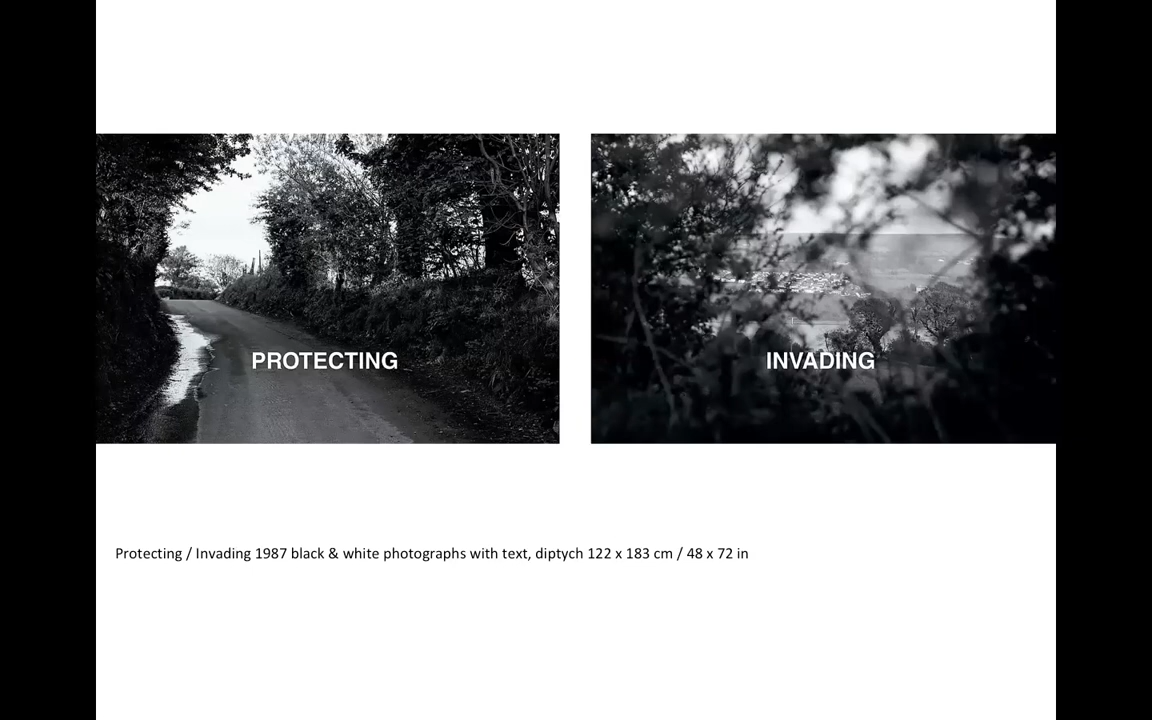 PROTECTING
INVADING
Protecting / Invading 1987 black & white photographs with text, diptych 122 x 183 cm / 48 x 72 in